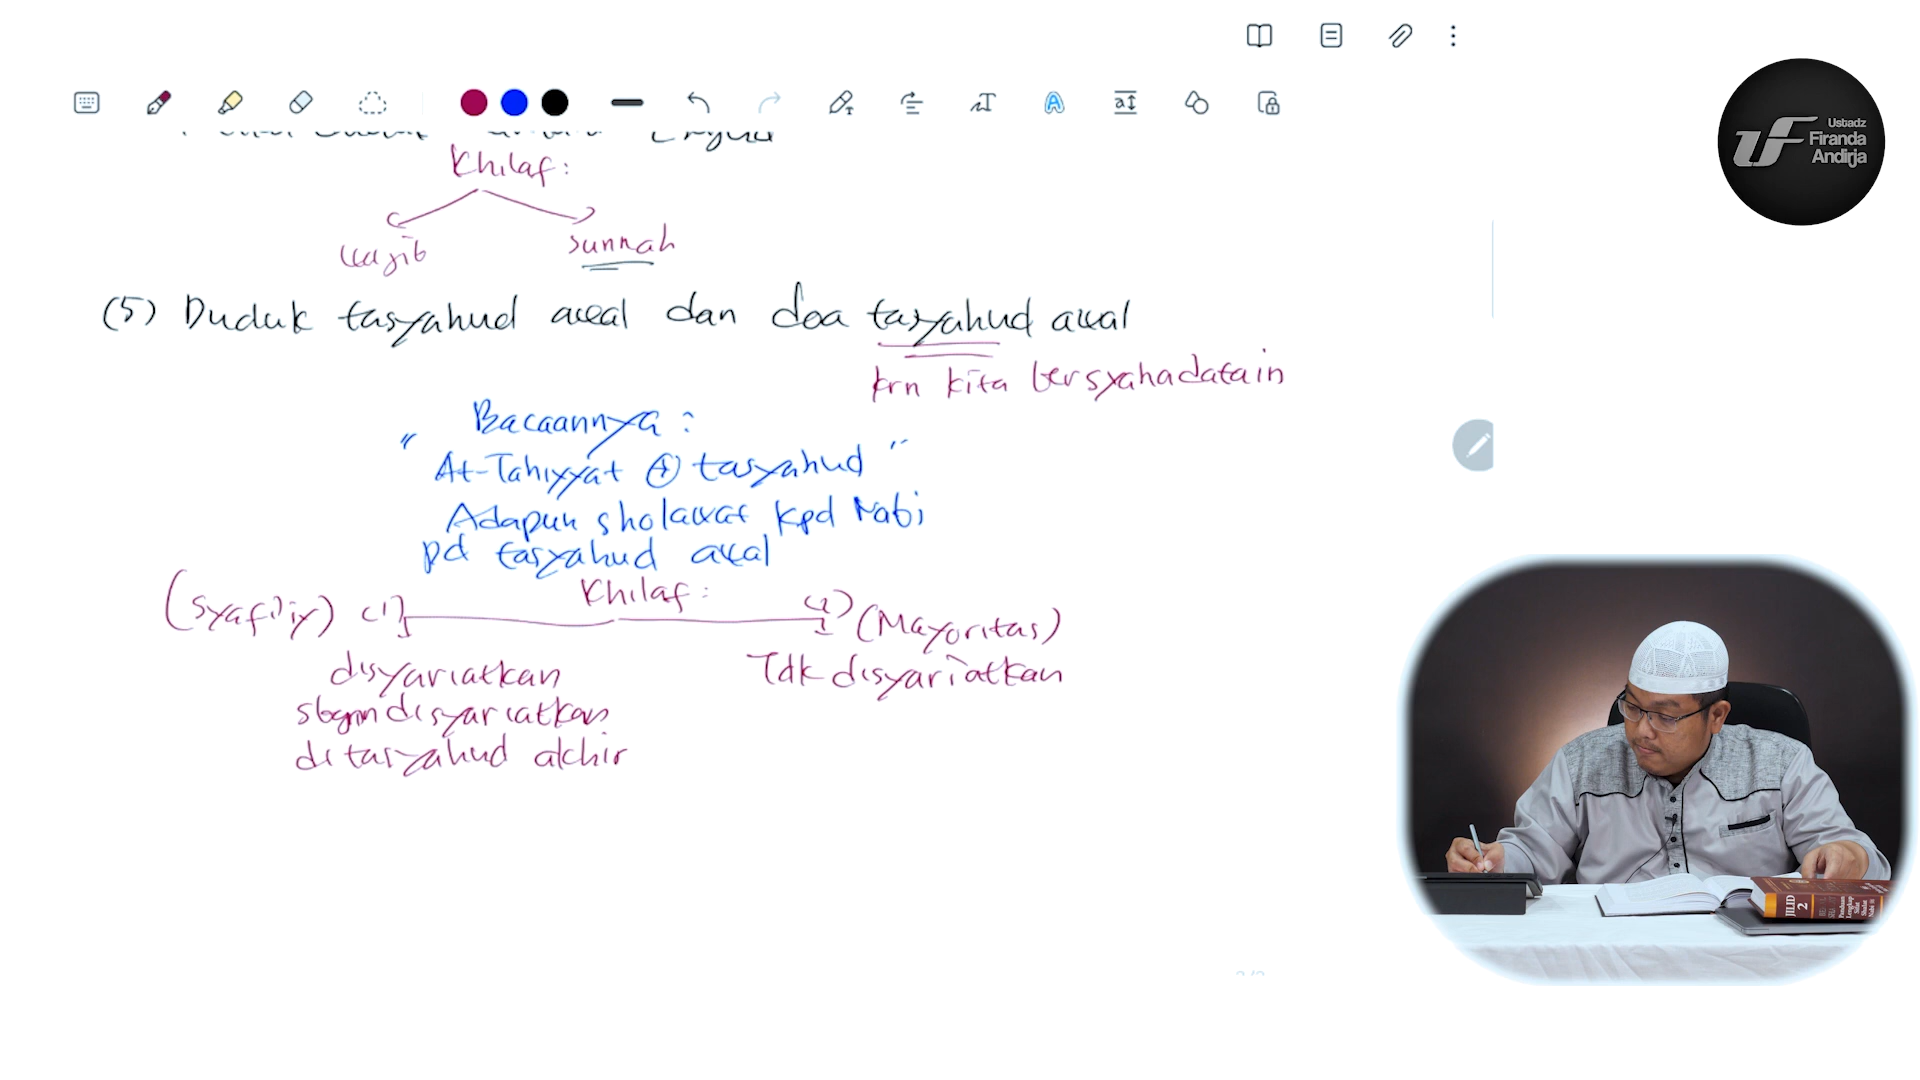 Khilaf:
wajib
sunnah
(5) Duduk tasyahud awal dan doa tasyahud awal
krn kita bersyahadatain
Bacaannya:
" At-Tahiyyat + tasyahud "
Adapun sholawat kpd Nabi
pd tasyahud awal
Khilaf:
(Syafi'iy) (1)
(2) (Mayoritas)
disyariatkan
sbgmn disyariatkan
di tasyahud akhir
Tdk disyariatkan
Ustadz
Firanda
Andirja
JILID
2